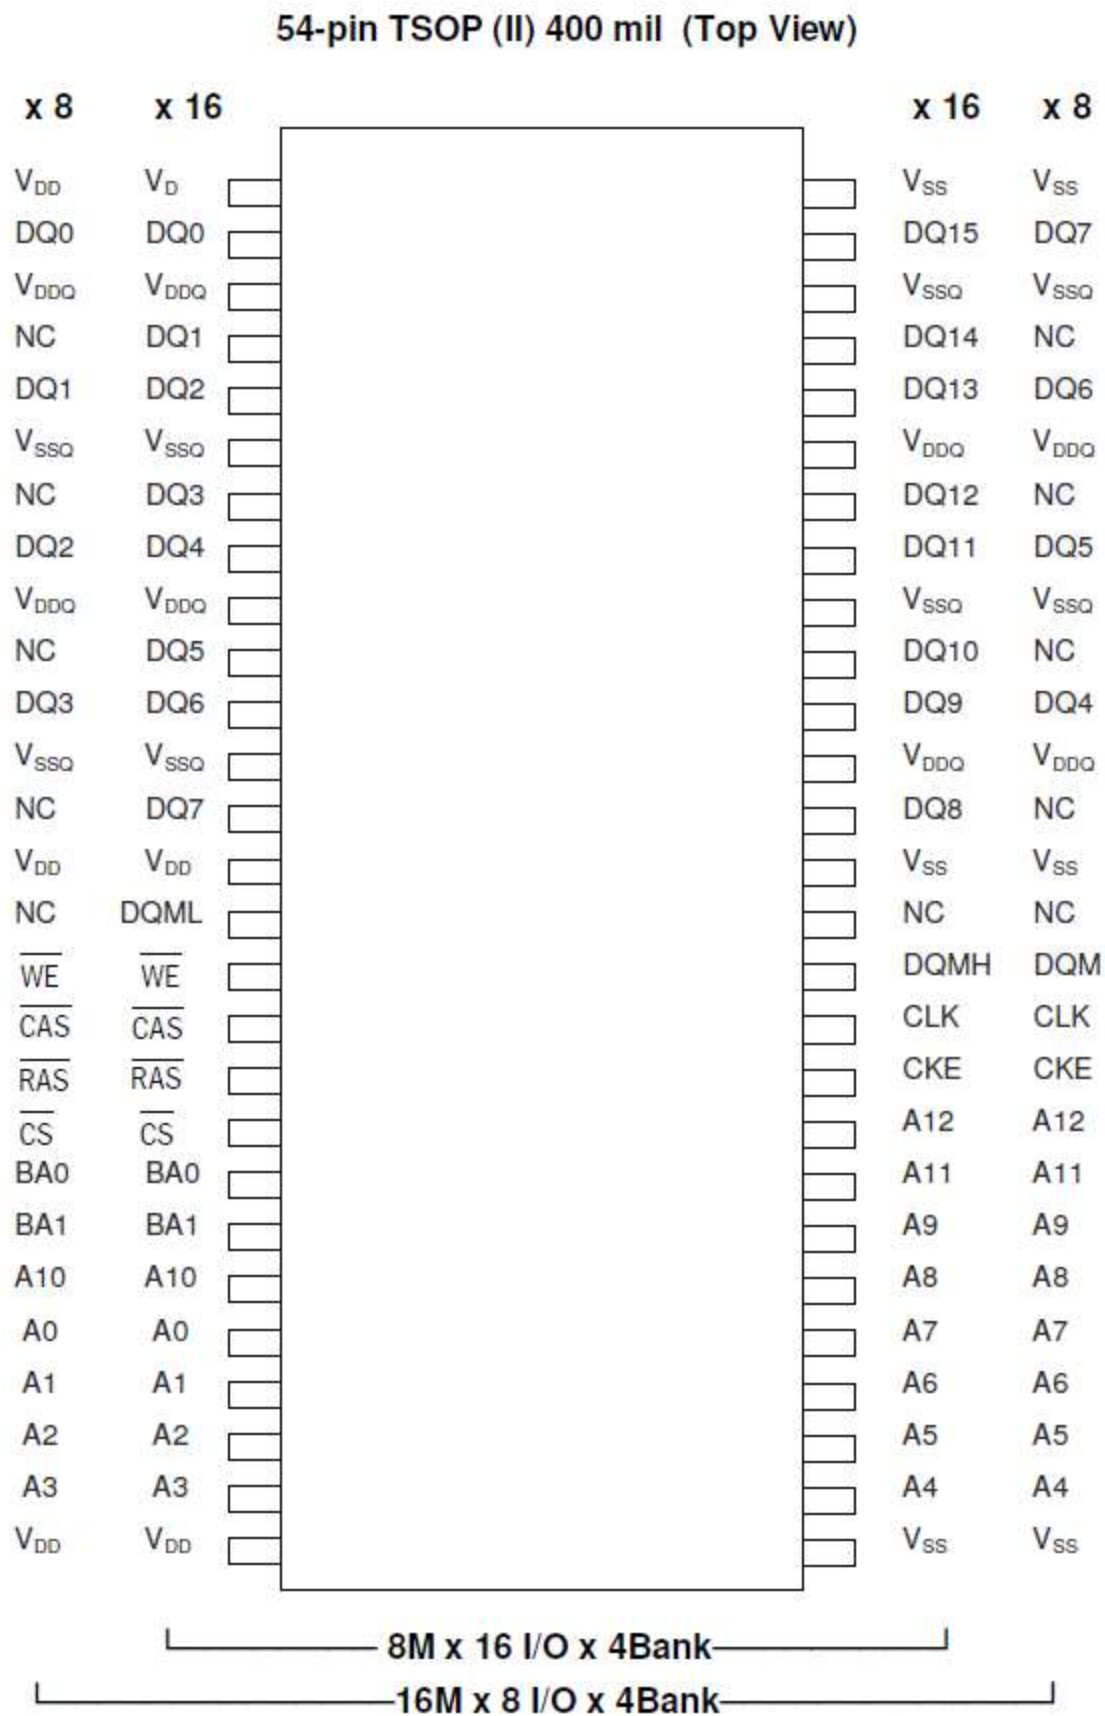 54-pin TSOP (II) 400 mil (Top View)
x 8 x 16 x 16 x 8
VDD VD VSS VSS
DQ0 DQ0 DQ15 DQ7
VDDQ VDDQ VSSQ VSSQ
NC DQ1 DQ14 NC
DQ1 DQ2 DQ13 DQ6
VSSQ VSSQ VDDQ VDDQ
NC DQ3 DQ12 NC
DQ2 DQ4 DQ11 DQ5
VDDQ VDDQ VSSQ VSSQ
NC DQ5 DQ10 NC
DQ3 DQ6 DQ9 DQ4
VSSQ VSSQ VDDQ VDDQ
NC DQ7 DQ8 NC
VDD VDD VSS VSS
NC DQML NC NC
WE WE DQMH DQM
CAS CAS CLK CLK
RAS RAS CKE CKE
CS CS A12 A12
BA0 BA0 A11 A11
BA1 BA1 A9 A9
A10 A10 A8 A8
A0 A0 A7 A7
A1 A1 A6 A6
A2 A2 A5 A5
A3 A3 A4 A4
VDD VDD VSS VSS
8M x 16 I/O x 4Bank
16M x 8 I/O x 4Bank